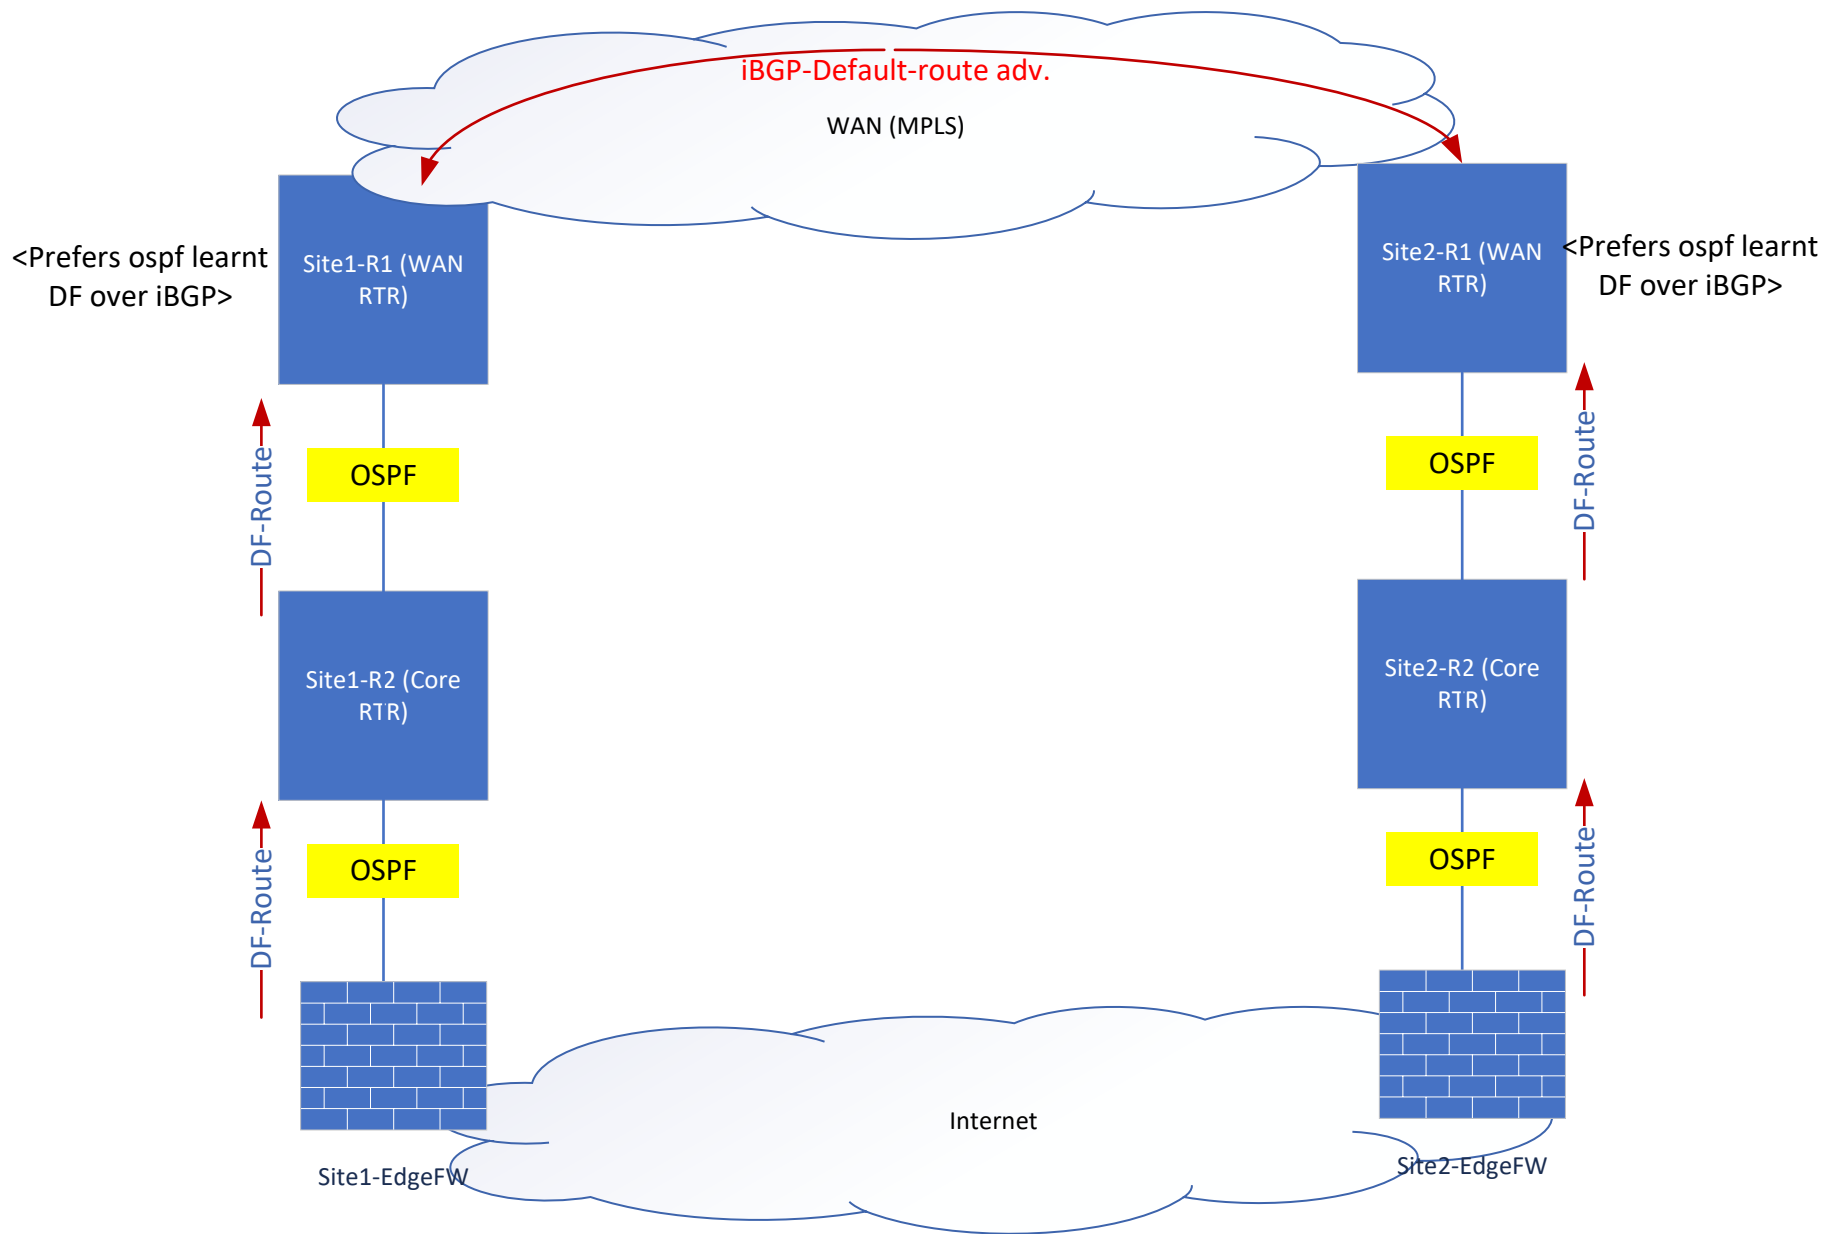 iBGP-Default-route adv.
WAN (MPLS)
<Prefers ospf learnt
DF over iBGP>
Site1-R1 (WAN
RTR)
Site2-R1 (WAN
RTR)
<Prefers ospf learnt
DF over iBGP>
DF-Route
OSPF
OSPF
DF-Route
Site1-R2 (Core
RTR)
Site2-R2 (Core
RTR)
DF-Route
OSPF
OSPF
DF-Route
Internet
Site1-EdgeFW
Site2-EdgeFW